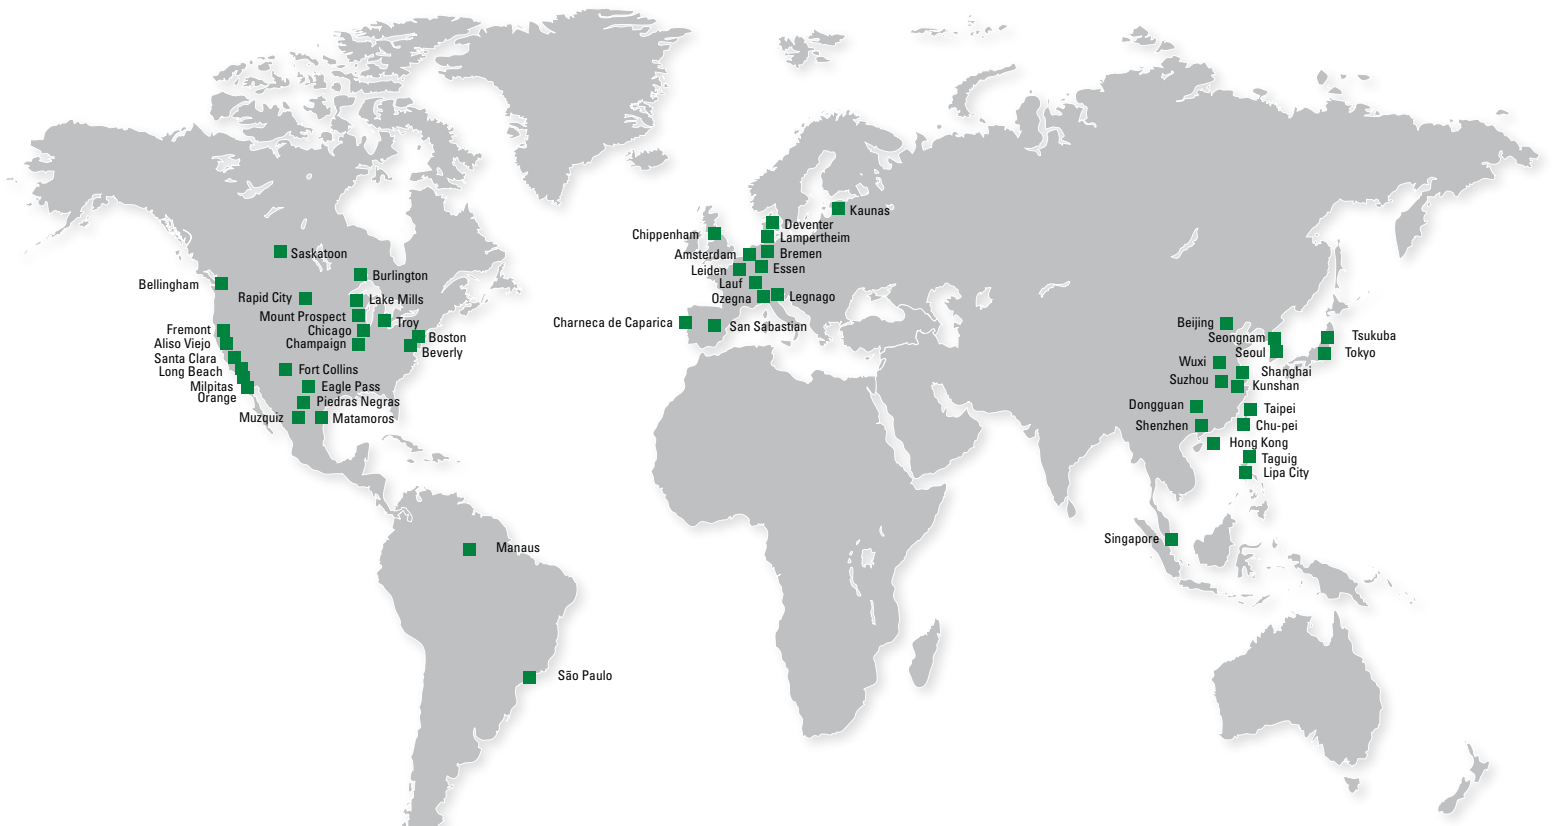 Saskatoon
Burlington
Bellingham
Rapid City
Lake Mills
Mount Prospect
Troy
Fremont
Chicago
Boston
Aliso Viejo
Champaign
Beverly
Santa Clara
Long Beach
Fort Collins
Milpitas
Eagle Pass
Orange
Piedras Negras
Muzquiz
Matamoros
Manaus
São Paulo
Kaunas
Deventer
Chippenham
Lampertheim
Amsterdam
Bremen
Leiden
Essen
Lauf
Ozegna
Legnago
Charneca de Caparica
San Sabastian
Beijing
Seongnam
Tsukuba
Seoul
Tokyo
Wuxi
Shanghai
Suzhou
Kunshan
Dongguan
Taipei
Shenzhen
Chu-pei
Hong Kong
Taguig
Lipa City
Singapore